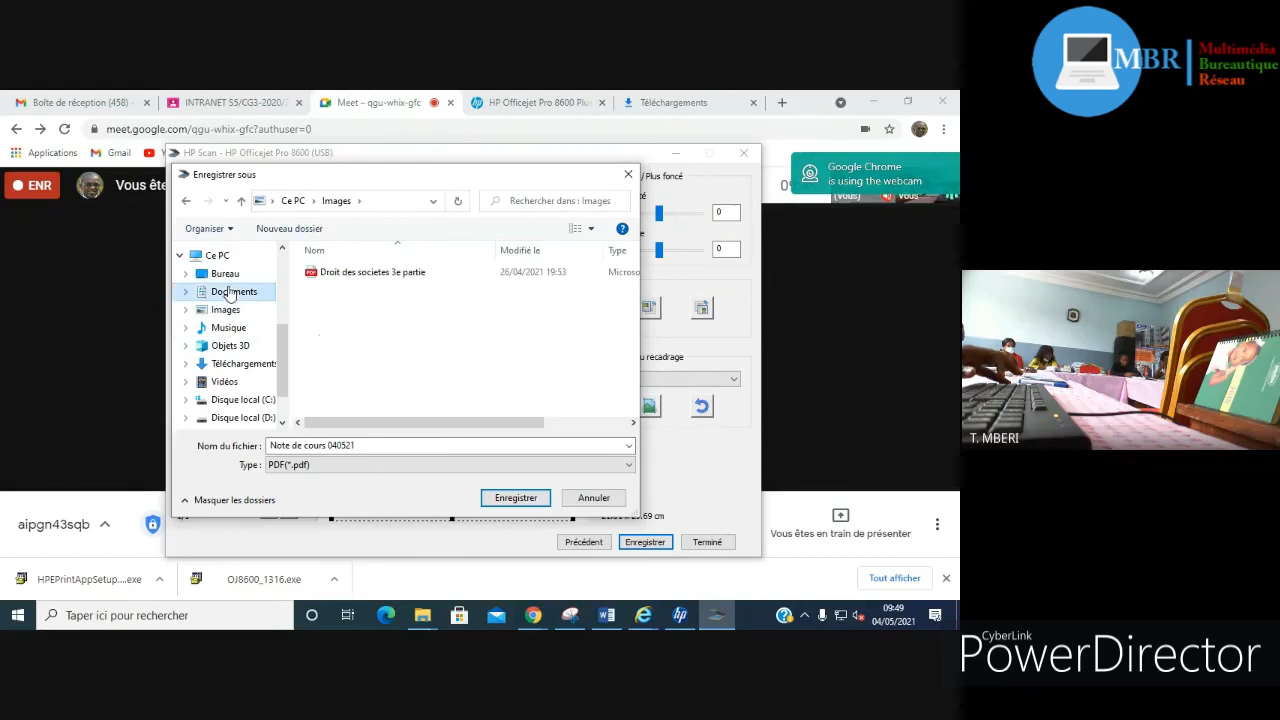 MBR
Multimédia
Bureautique
Réseau
Boîte de réception (458) -
INTRANET S5/CG3-2020/
Meet – qgu-whix-gfc
HP Officejet Pro 8600 Plus
Téléchargements
meet.google.com/qgu-whix-gfc?authuser=0
Applications
Gmail
HP Scan - HP Officejet Pro 8600 (USB)
Google Chrome
is using the webcam
ENR
Vous ête
Enregistrer sous
/ Plus foncé
(Vous)
Vous
Ce PC > Images >
Rechercher dans : Images
0
Organiser
Nouveau dossier
0
Nom
Modifié le
Type
Ce PC
Droit des societes 3e partie
26/04/2021 19:53
Microso
Bureau
Documents
Images
Musique
Objets 3D
Téléchargements
Vidéos
Disque local (C:)
Disque local (D:)
u recadrage
Nom du fichier :
Note de cours 040521
Type :
PDF(*.pdf)
Masquer les dossiers
Enregistrer
Annuler
Précédent
Enregistrer
Terminé
aipgn43sqb
Vous êtes en train de présenter
HPEPrintAppSetup....exe
OJ8600_1316.exe
Tout afficher
Taper ici pour rechercher
09:49
04/05/2021
T. MBERI
CyberLink
PowerDirector